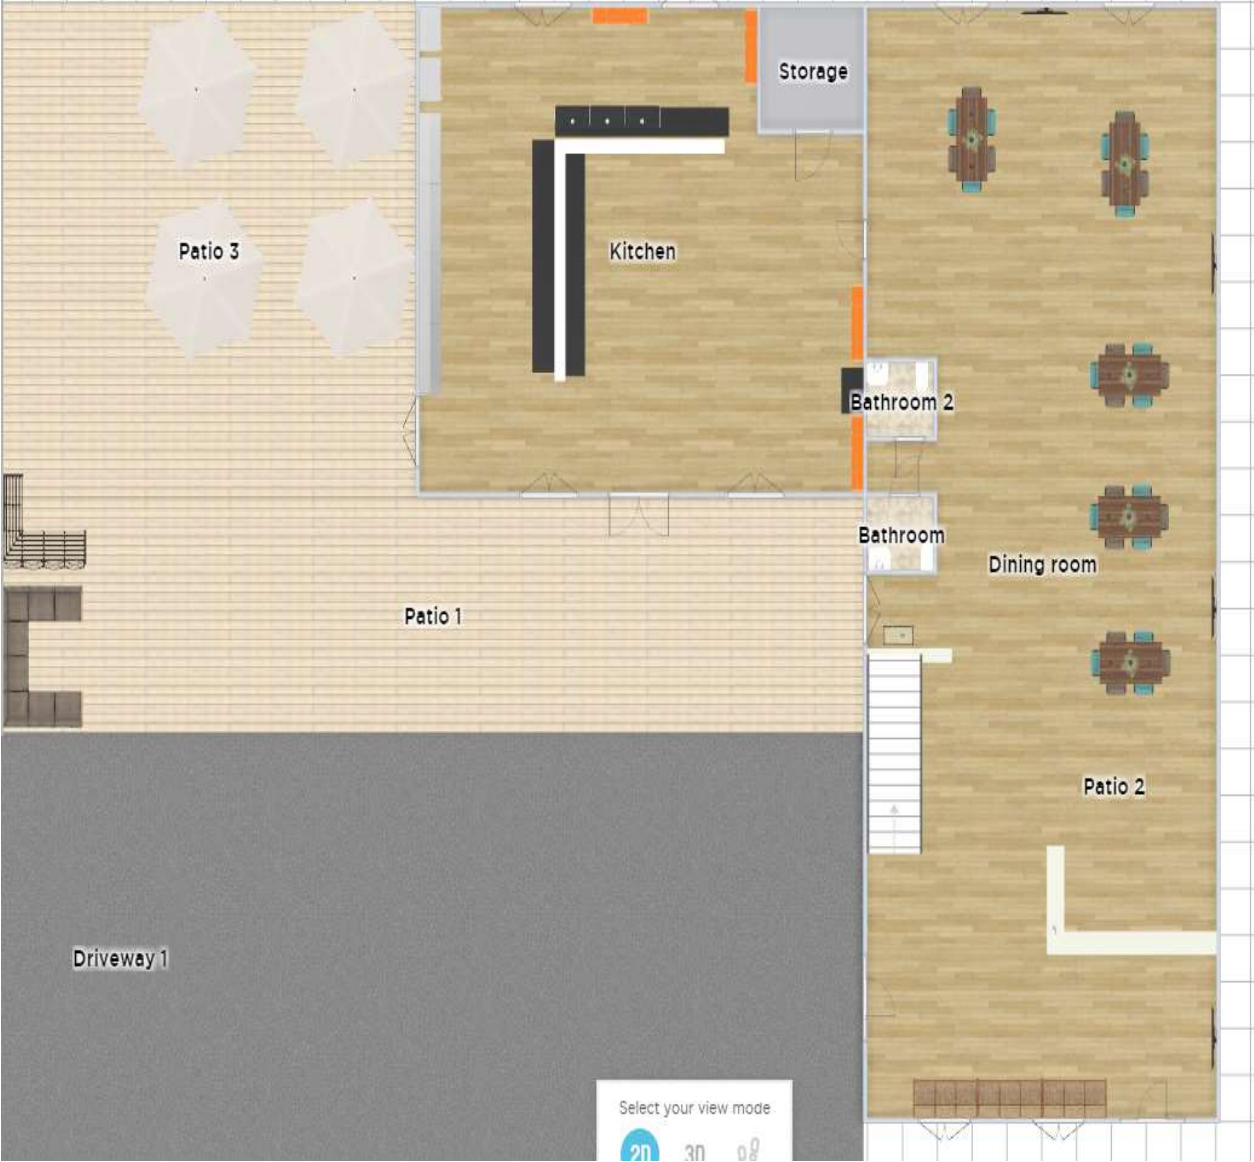 Storage
Patio 3
Kitchen
Bathroom 2
Bathroom
Dining room
Patio 1
Patio 2
Driveway 1
Select your view mode
2D
3D